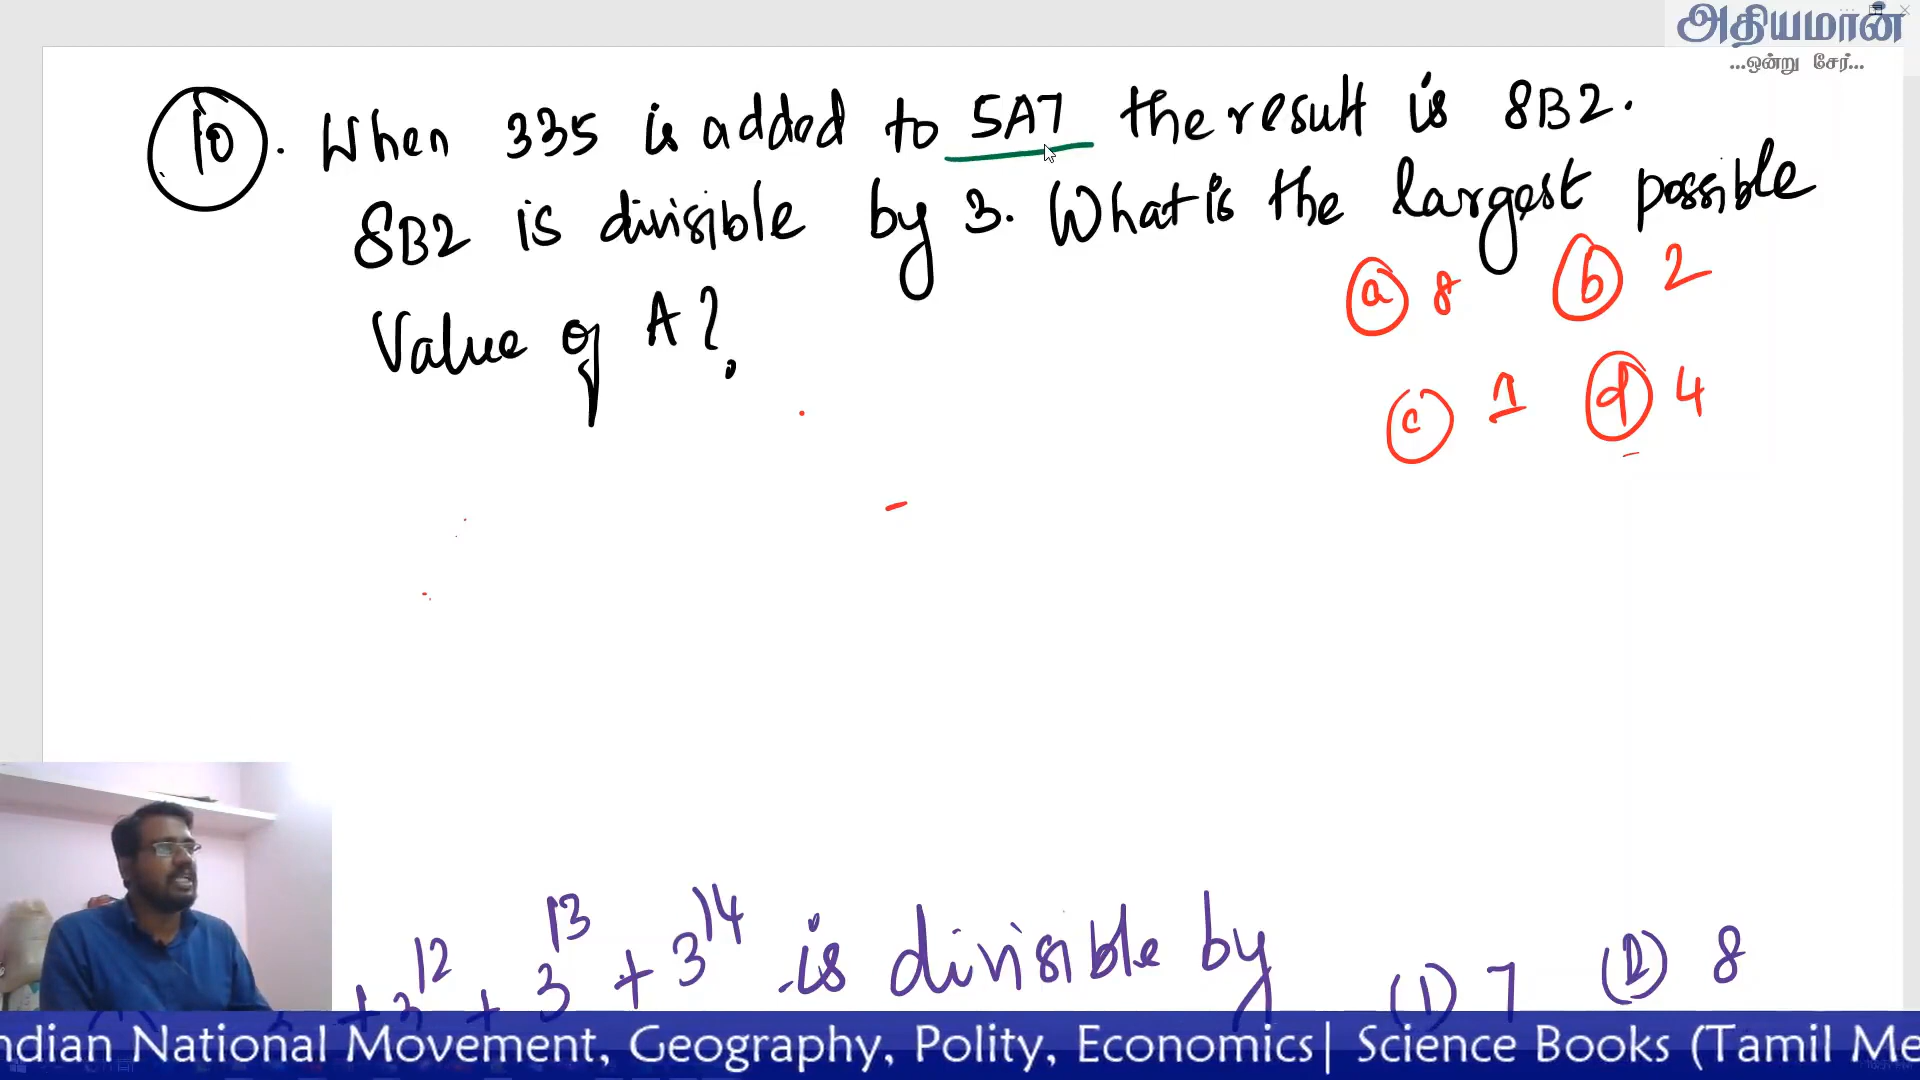 அதியமான்
...ஒன்று சேர்...
10. When 335 is added to 5A7 the result is 8B2.
8B2 is divisible by 3. What is the largest possible
Value of A?
a 8 b 2
c 1 d 4
+ 3^12 + 3^13 + 3^14 is divisible by (1) 7 (2) 8
ndian National Movement, Geography, Polity, Economics| Science Books (Tamil Me